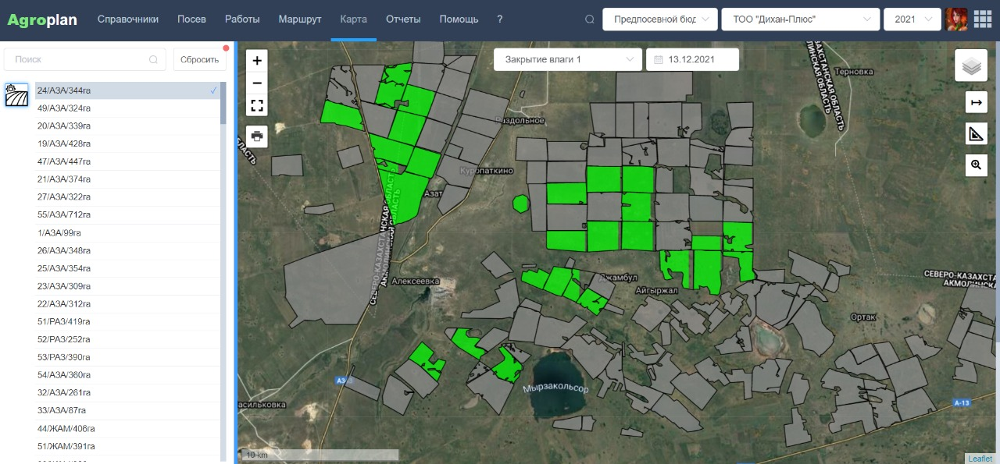 Agroplan Справочники Посев Работы Маршрут Карта Отчеты Помощь ? Предпосевной бюд ТОО "Дихан-Плюс" 2021
Поиск Сбросить
Закрытие влаги 1 13.12.2021
24/АЗА/344га
49/АЗА/324га
20/АЗА/339га
19/АЗА/428га
47/АЗА/447га
21/АЗА/374га
27/АЗА/322га
55/АЗА/712га
1/АЗА/99га
26/АЗА/348га
25/АЗА/354га
23/АЗА/309га
22/АЗА/312га
51/РАЗ/419га
52/РАЗ/252га
53/РАЗ/390га
54/АЗА/360га
32/АЗА/261га
33/АЗА/87га
44/ЖАМ/406га
51/ЖАМ/391га
+
−
Терновка
Раздольное
Куропаткино
Азат
СЕВЕРО-КАЗАХСТАНСКАЯ ОБЛАСТЬ
АКМОЛИНСКАЯ ОБЛАСТЬ
Алексеевка
Джамбул
Айгыржал
Ортак
СЕВЕРО-КАЗАХСТА
АКМОЛИНСКА
Мырзакольсор
асильковка
А-13
10 km
Leaflet